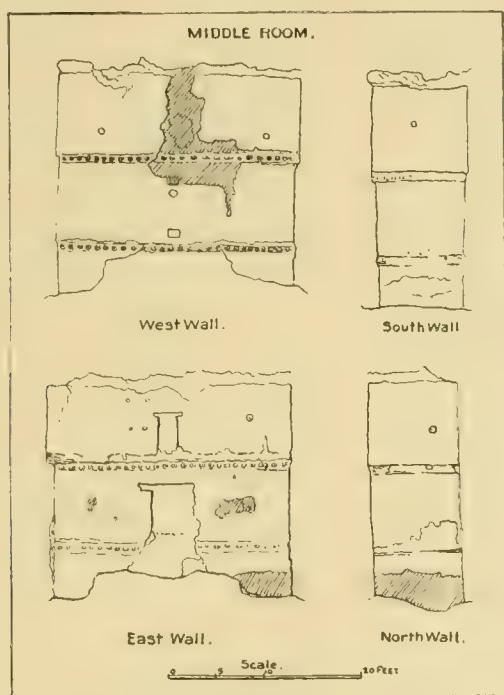 MIDDLE ROOM.
West Wall.
South Wall
East Wall.
North Wall.
Scale.
0 5 10 20 FEET